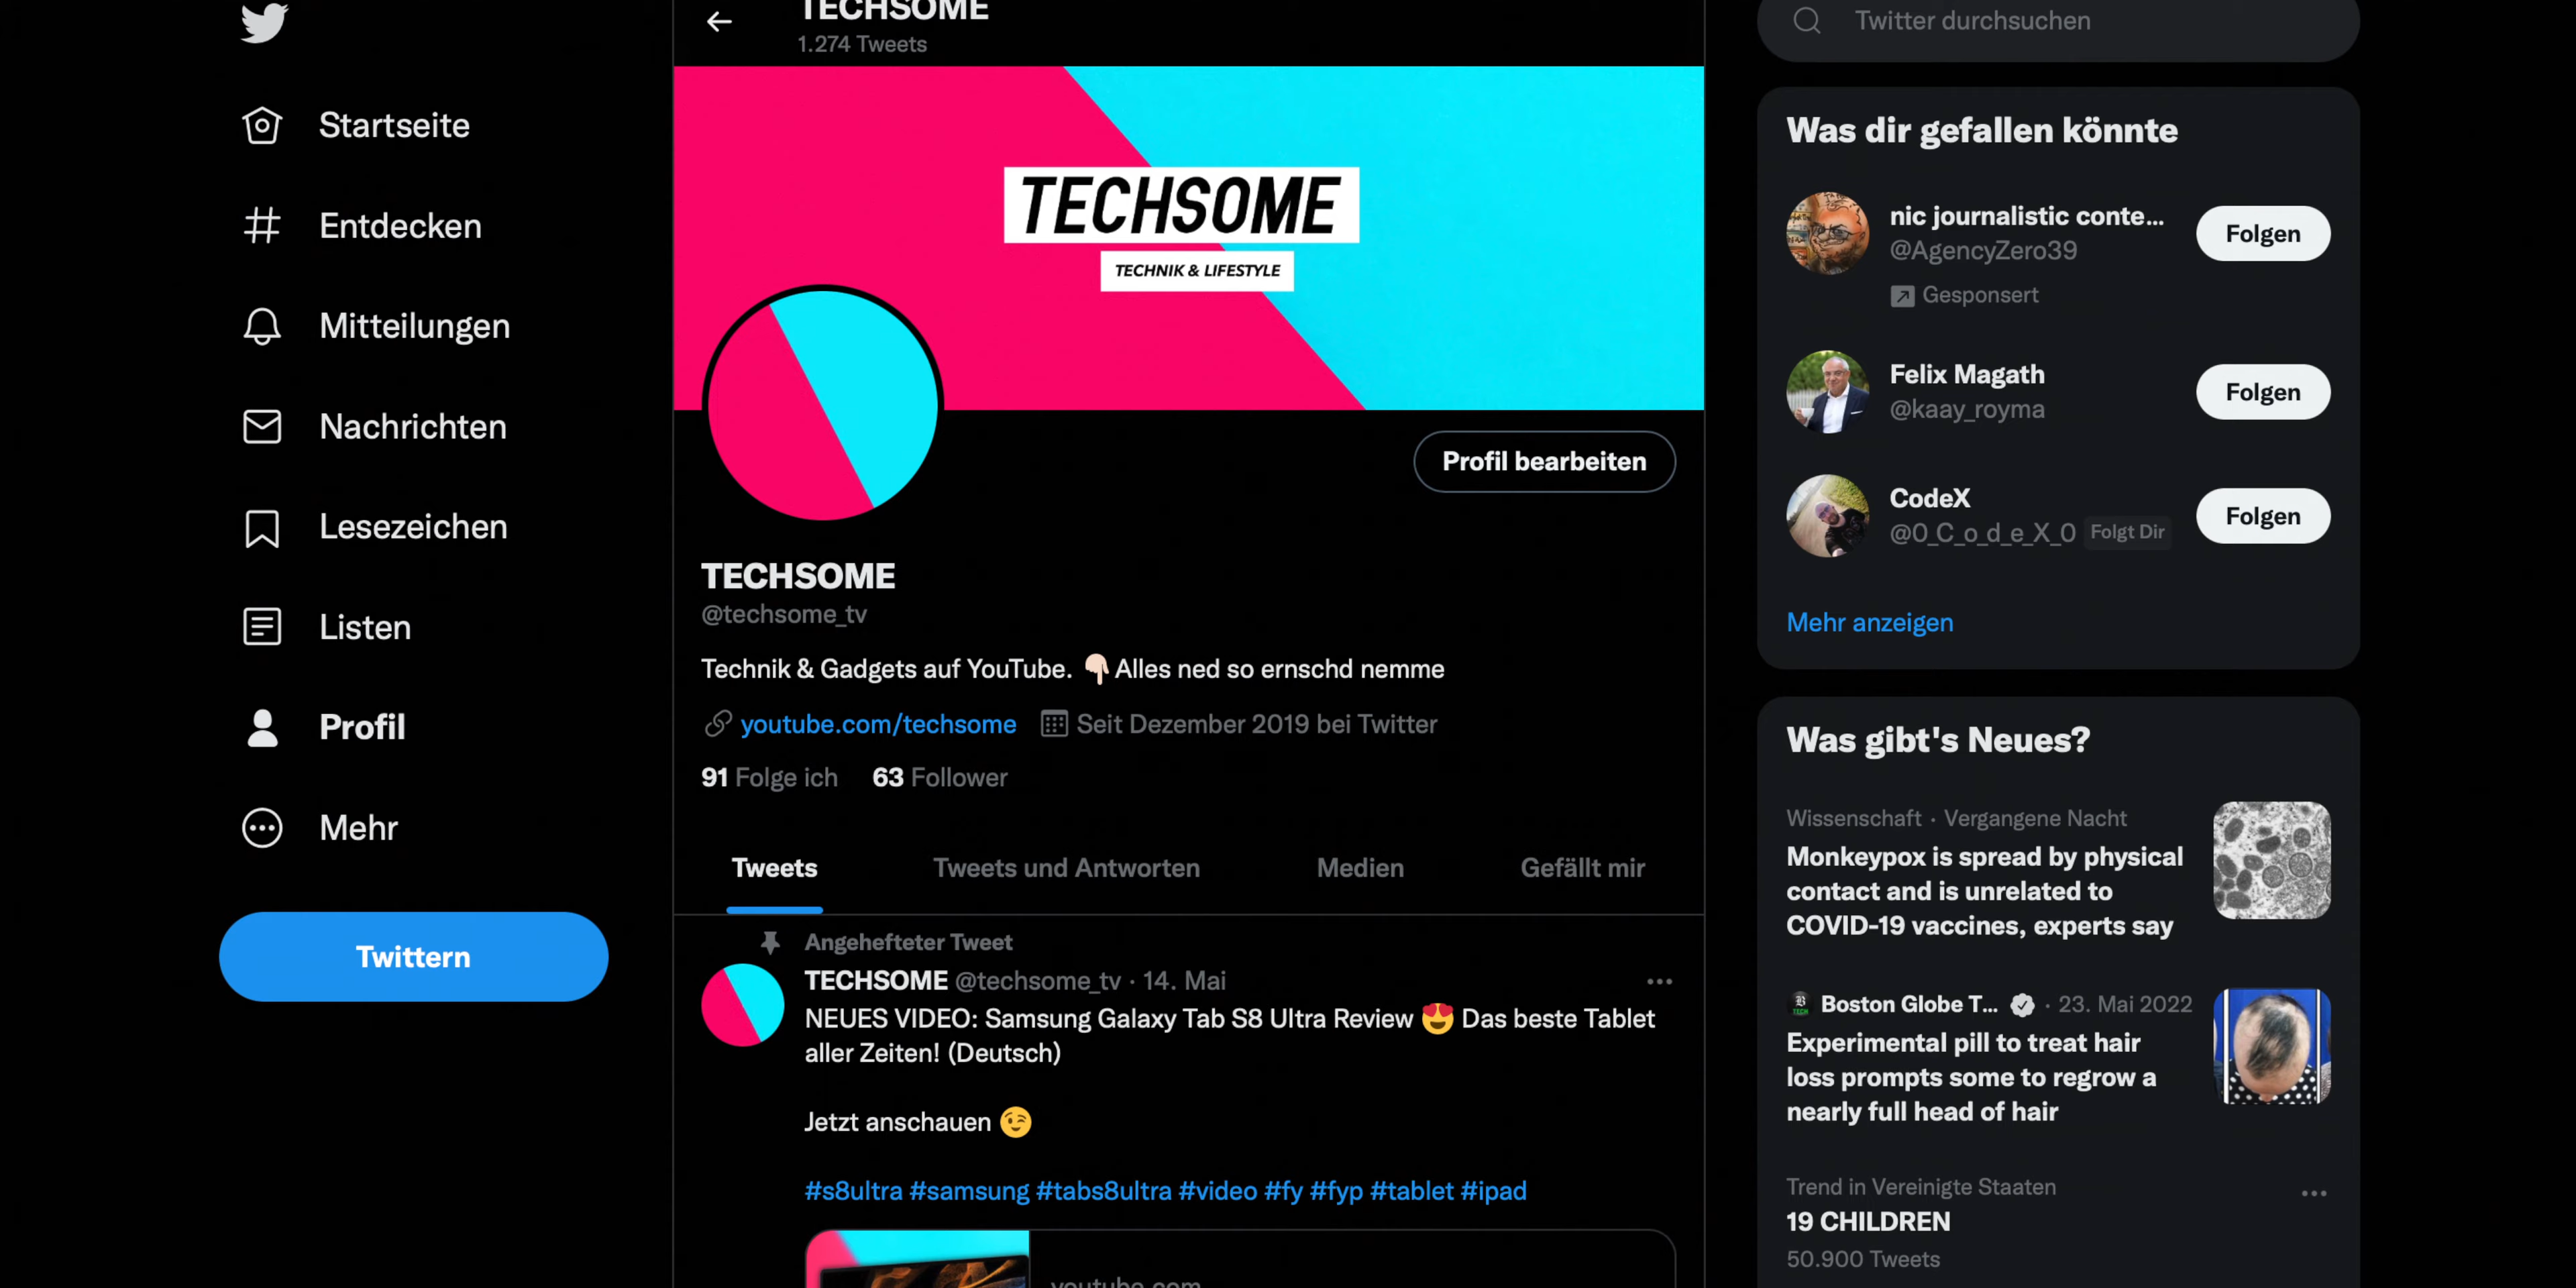 Startseite
Entdecken
Mitteilungen
Nachrichten
Lesezeichen
Listen
Profil
Mehr
Twittern
TECHSOME
1.274 Tweets
TECHSOME
TECHNIK & LIFESTYLE
Profil bearbeiten
TECHSOME
@techsome_tv
Technik & Gadgets auf YouTube. 👇🏻 Alles ned so ernschd nemme
youtube.com/techsome Seit Dezember 2019 bei Twitter
91 Folge ich 63 Follower
Tweets Tweets und Antworten Medien Gefällt mir
Angehefteter Tweet
TECHSOME @techsome_tv · 14. Mai
NEUES VIDEO: Samsung Galaxy Tab S8 Ultra Review 😍 Das beste Tablet
aller Zeiten! (Deutsch)
Jetzt anschauen 😉
#s8ultra #samsung #tabs8ultra #video #fy #fyp #tablet #ipad
youtube.com
Twitter durchsuchen
Was dir gefallen könnte
nic journalistic conte...
@AgencyZero39
Folgen
Gesponsert
Felix Magath
@kaay_royma
Folgen
CodeX
@0_C_o_d_e_X_0 Folgt Dir
Folgen
Mehr anzeigen
Was gibt's Neues?
Wissenschaft · Vergangene Nacht
Monkeypox is spread by physical
contact and is unrelated to
COVID-19 vaccines, experts say
Boston Globe T... · 23. Mai 2022
Experimental pill to treat hair
loss prompts some to regrow a
nearly full head of hair
Trend in Vereinigte Staaten
19 CHILDREN
50.900 Tweets